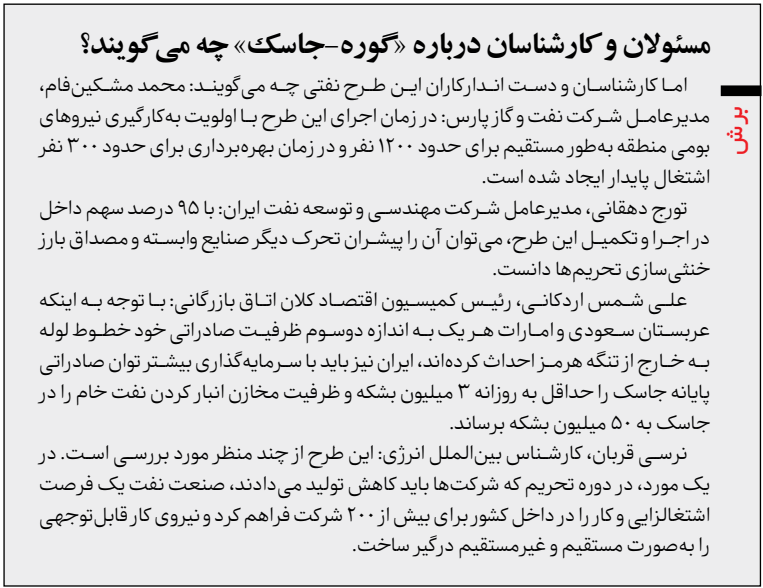 مسئولان و کارشناسان درباره «گوره-جاسک» چه می‌گویند؟
برش
اما کارشناسان و دست اندارکاران این طرح نفتی چه می‌گویند: محمد مشکین‌فام،
مدیرعامل شرکت نفت و گاز پارس: در زمان اجرای این طرح با اولویت به‌کارگیری نیروهای
بومی منطقه به‌طور مستقیم برای حدود ۱۲۰۰ نفر و در زمان بهره‌برداری برای حدود ۳۰۰ نفر
اشتغال پایدار ایجاد شده است.
تورج دهقانی، مدیرعامل شرکت مهندسی و توسعه نفت ایران: با ۹۵ درصد سهم داخل
در اجرا و تکمیل این طرح، می‌توان آن را پیشران تحرک دیگر صنایع وابسته و مصداق بارز
خنثی‌سازی تحریم‌ها دانست.
علی شمس اردکانی، رئیس کمیسیون اقتصاد کلان اتاق بازرگانی: با توجه به اینکه
عربستان سعودی و امارات هر یک به اندازه دوسوم ظرفیت صادراتی خود خطوط لوله
به خارج از تنگه هرمز احداث کرده‌اند، ایران نیز باید با سرمایه‌گذاری بیشتر توان صادراتی
پایانه جاسک را حداقل به روزانه ۳ میلیون بشکه و ظرفیت مخازن انبار کردن نفت خام را در
جاسک به ۵۰ میلیون بشکه برساند.
نرسی قربان، کارشناس بین‌الملل انرژی: این طرح از چند منظر مورد بررسی است. در
یک مورد، در دوره تحریم که شرکت‌ها باید کاهش تولید می‌دادند، صنعت نفت یک فرصت
اشتغالزایی و کار را در داخل کشور برای بیش از ۲۰۰ شرکت فراهم کرد و نیروی کار قابل‌توجهی
را به‌صورت مستقیم و غیرمستقیم درگیر ساخت.